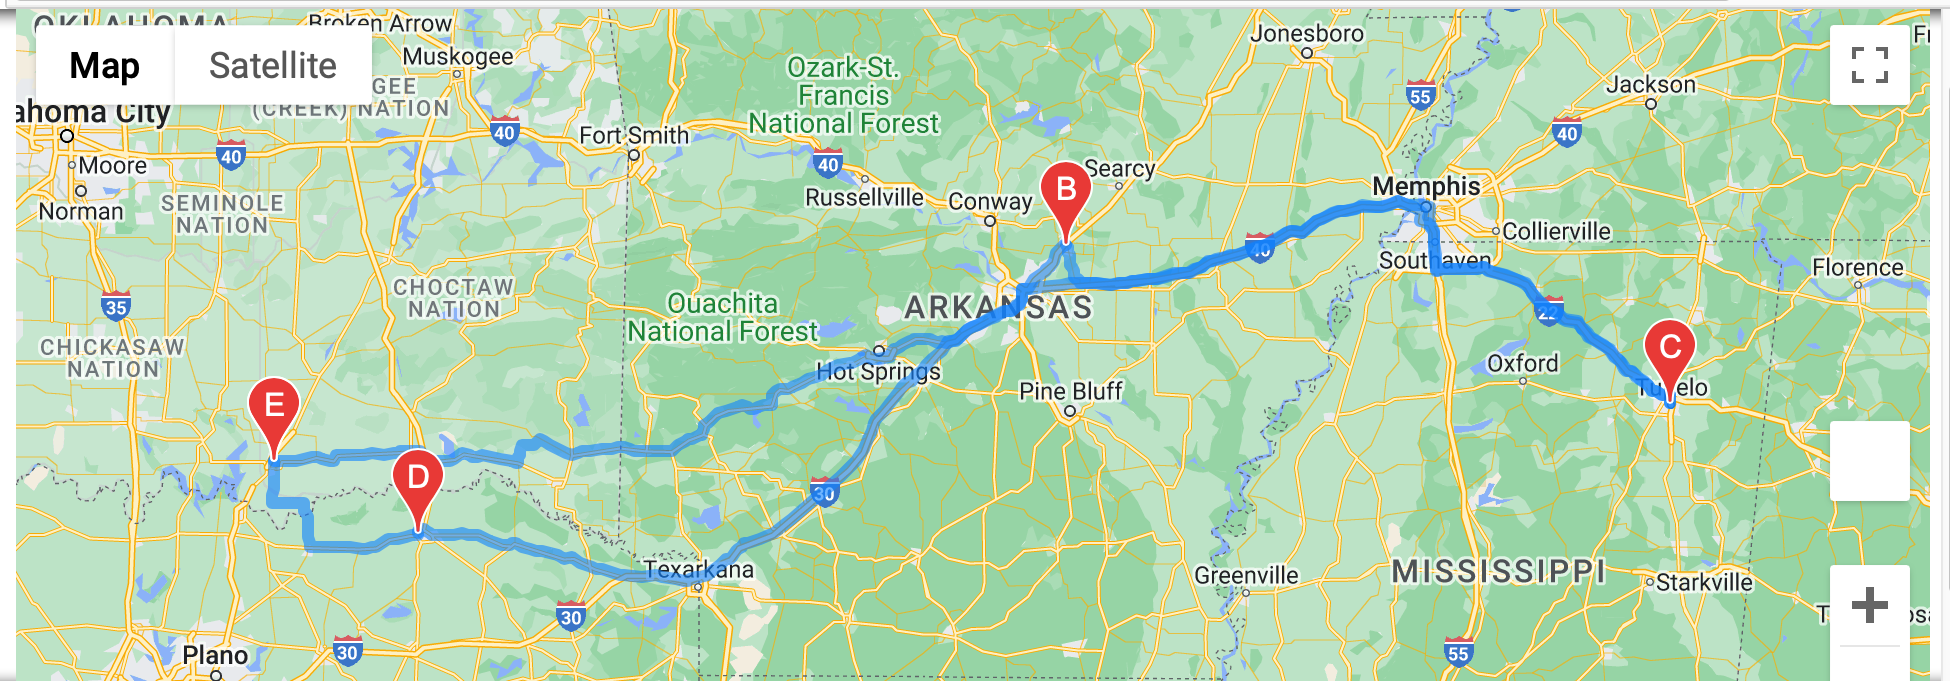 OKLAHOMA
Broken Arrow
Jonesboro
Map
Satellite
Muskogee
Ozark-St.
Francis
National Forest
55
Jackson
GEE
(CREEK) NATION
ahoma City
40
40
Fort Smith
40
40
Moore
Searcy
Russellville
Conway
B
Memphis
Norman
SEMINOLE
NATION
Collierville
40
Southaven
Florence
35
CHOCTAW
NATION
Ouachita
National Forest
ARKANSAS
22
CHICKASAW
NATION
Hot Springs
Oxford
C
Pine Bluff
E
D
30
Texarkana
Greenville
MISSISSIPPI
Starkville
30
30
55
Plano